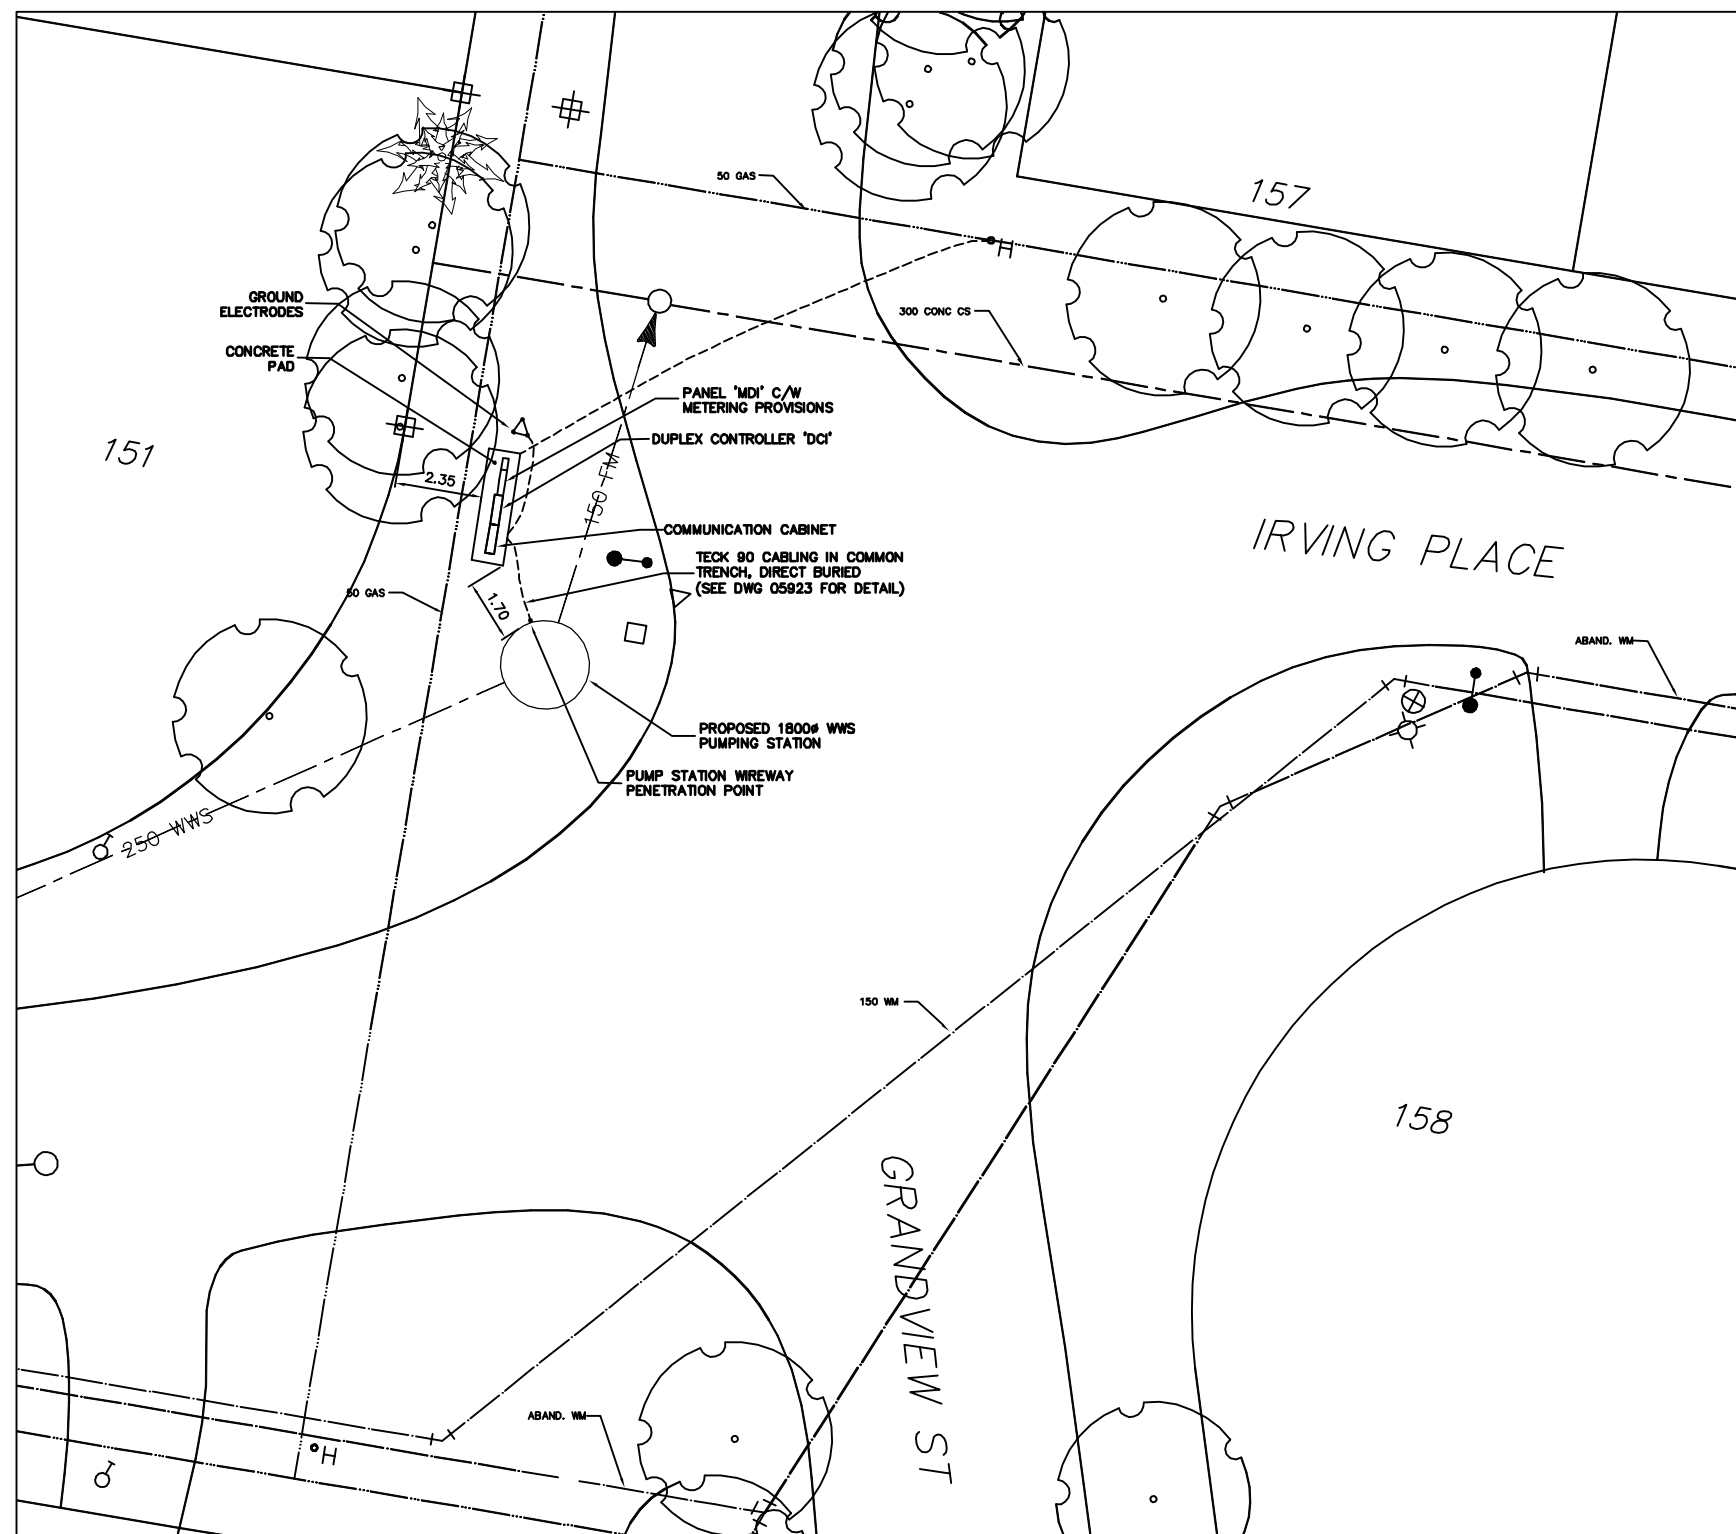 50 GAS
157
H
GROUND
ELECTRODES
300 CONC CS
CONCRETE
PAD
PANEL 'MDI' C/W
METERING PROVISIONS
DUPLEX CONTROLLER 'DCI'
151
2.35
150 FM
COMMUNICATION CABINET
IRVING PLACE
TECK 90 CABLING IN COMMON
TRENCH, DIRECT BURIED
(SEE DWG 05923 FOR DETAIL)
50 GAS
1.70
ABAND. WM
PROPOSED 1800ø WWS
PUMPING STATION
PUMP STATION WIREWAY
PENETRATION POINT
250 WWS
150 WM
158
GRANDVIEW ST
ABAND. WM
H